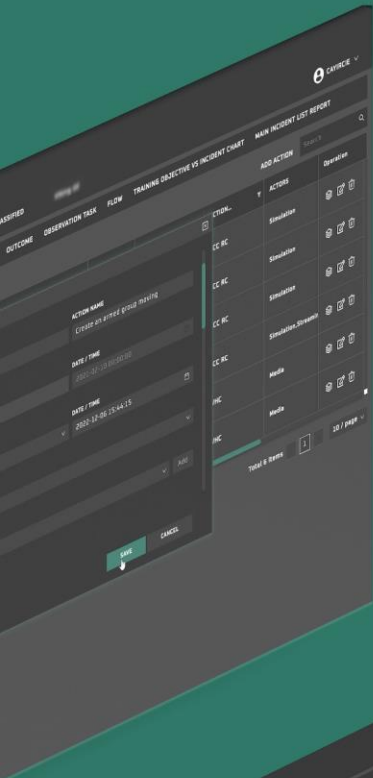 CAYIRCIE
ASSIFIED
OUTCOME OBSERVATION TASK FLOW TRAINING OBJECTIVE VS INCIDENT CHART MAIN INCIDENT LIST REPORT
ADD ACTION Search
CTION... ACTORS Operation
CC RC Simulation
CC RC Simulation
CC RC Simulation
CC RC Simulation,Streamin
HC Media
HC Media
Total 6 Items 1 10 / page
ACTION NAME
Create an armed group moving
DATE / TIME
DATE / TIME
2022-12-06 15:44:15
Add
SAVE CANCEL